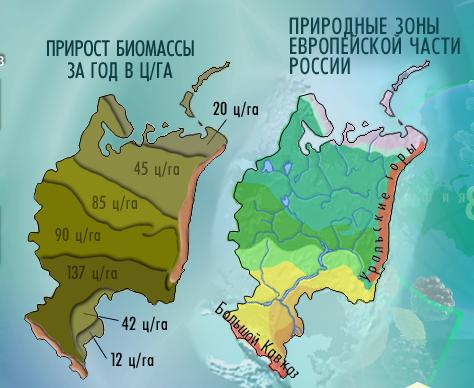 ПРИРОСТ БИОМАССЫ
ЗА ГОД В Ц/ГА
20 ц/га
45 ц/га
85 ц/га
90 ц/га
137 ц/га
42 ц/га
12 ц/га
ПРИРОДНЫЕ ЗОНЫ
ЕВРОПЕЙСКОЙ ЧАСТИ
РОССИИ
Уральские горы
Большой Кавказ